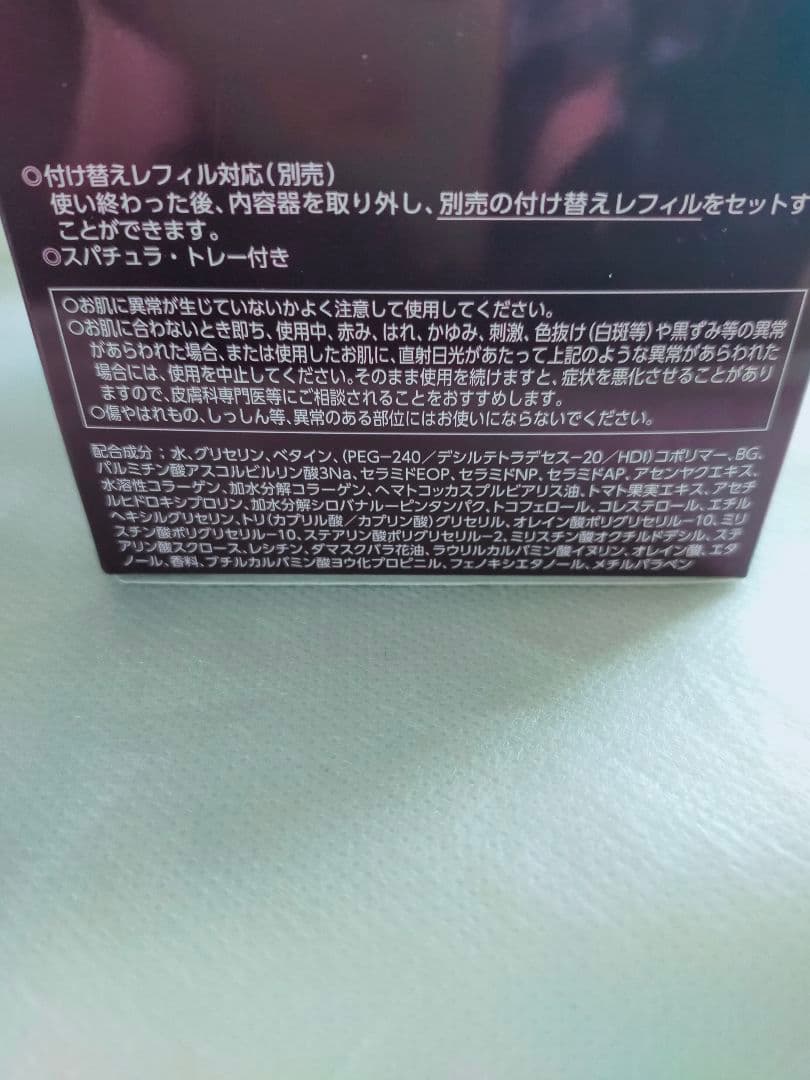 ◎付け替えレフィル対応（別売）
使い終わった後、内容器を取り外し、別売の付け替えレフィルをセットす
ことができます。
◎スパチュラ・トレー付き
○お肌に異常が生じていないかよく注意して使用してください。
○お肌に合わないとき即ち、使用中、赤み、はれ、かゆみ、刺激、色抜け（白斑等）や黒ずみ等の異常
があらわれた場合、または使用したお肌に、直射日光があたって上記のような異常があらわれた
場合には、使用を中止してください。そのまま使用を続けますと、症状を悪化させることがあり
ますので、皮膚科専門医等にご相談されることをおすすめします。
○傷やはれもの、しっしん等、異常のある部位にはお使いにならないでください。
配合成分；水、グリセリン、ベタイン、(PEG-240／デシルテトラデセス-20／HDI)コポリマー、BG、
パルミチン酸アスコルビルリン酸3Na、セラミドEOP、セラミドNP、セラミドAP、アセンヤクエキス、
水溶性コラーゲン、加水分解コラーゲン、ヘマトコッカスプルビアリス油、トマト果実エキス、アセチ
ルヒドロキシプロリン、加水分解シロバナルーピンタンパク、トコフェロール、コレステロール、エチル
ヘキシルグリセリン、トリ（カプリル酸／カプリン酸）グリセリル、オレイン酸ポリグリセリル-10、ミリ
スチン酸ポリグリセリル-10、ステアリン酸ポリグリセリル-2、ミリスチン酸オクチルドデシル、ステ
アリン酸スクロース、レシチン、ダマスクバラ花油、ラウリルカルバミン酸イヌリン、オレイン酸、エタ
ノール、香料、ブチルカルバミン酸ヨウ化プロピニル、フェノキシエタノール、メチルパラベン